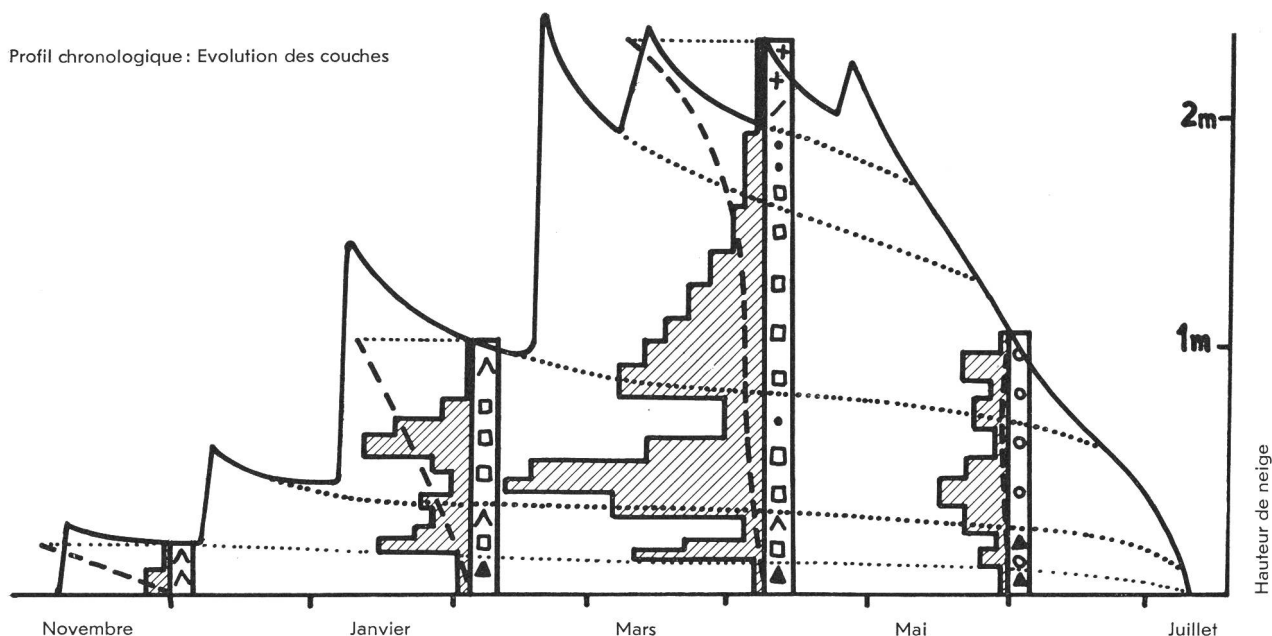 Profil chronologique : Evolution des couches
2m
1m
Hauteur de neige
Novembre Janvier Mars Mai Juillet